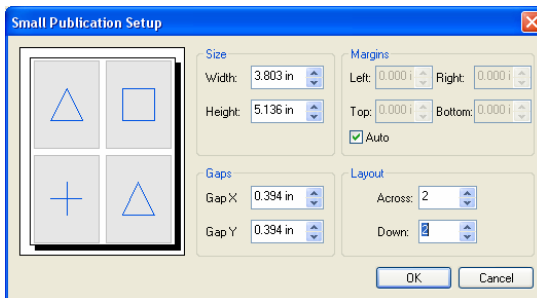 Small Publication Setup
Size
Width: 3.803 in
Height: 5.136 in
Margins
Left: 0.000 i Right: 0.000 i
Top: 0.000 i Bottom: 0.000 i
Auto
Gaps
Gap X 0.394 in
Gap Y 0.394 in
Layout
Across: 2
Down: 2
OK Cancel